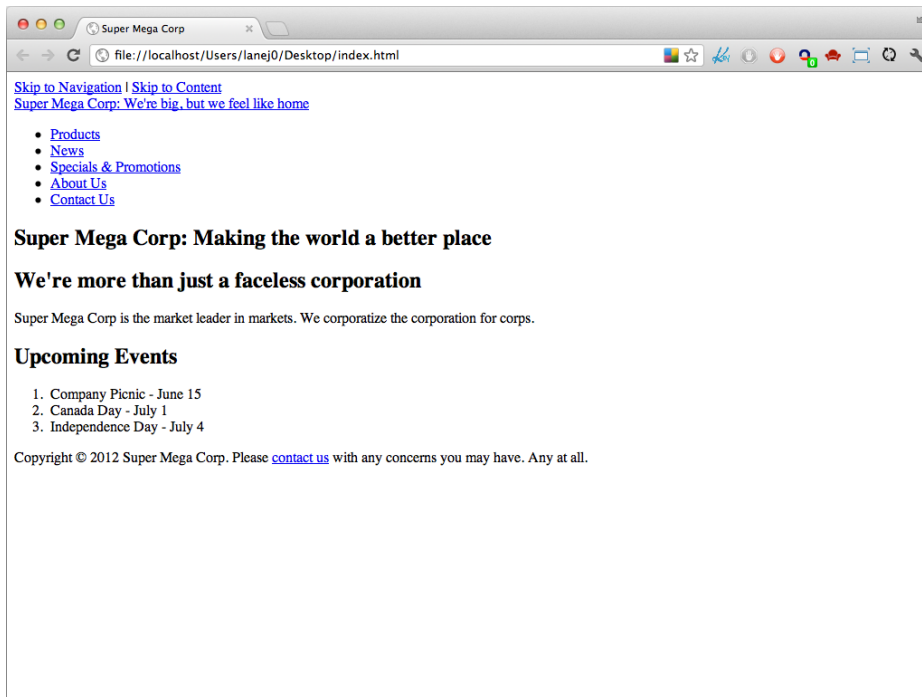 Super Mega Corp
file://localhost/Users/lanej0/Desktop/index.html
0
Skip to Navigation | Skip to Content
Super Mega Corp: We're big, but we feel like home
Products
News
Specials & Promotions
About Us
Contact Us
Super Mega Corp: Making the world a better place
We're more than just a faceless corporation
Super Mega Corp is the market leader in markets. We corporatize the corporation for corps.
Upcoming Events
1. Company Picnic - June 15
2. Canada Day - July 1
3. Independence Day - July 4
Copyright © 2012 Super Mega Corp. Please contact us with any concerns you may have. Any at all.